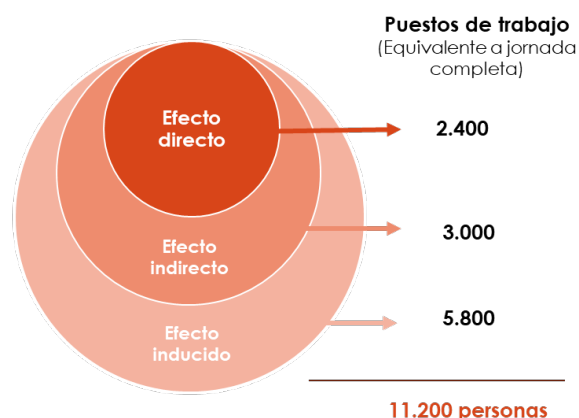 Puestos de trabajo
(Equivalente a jornada
completa)
Efecto
directo
2.400
Efecto
indirecto
3.000
Efecto
inducido
5.800
11.200 personas